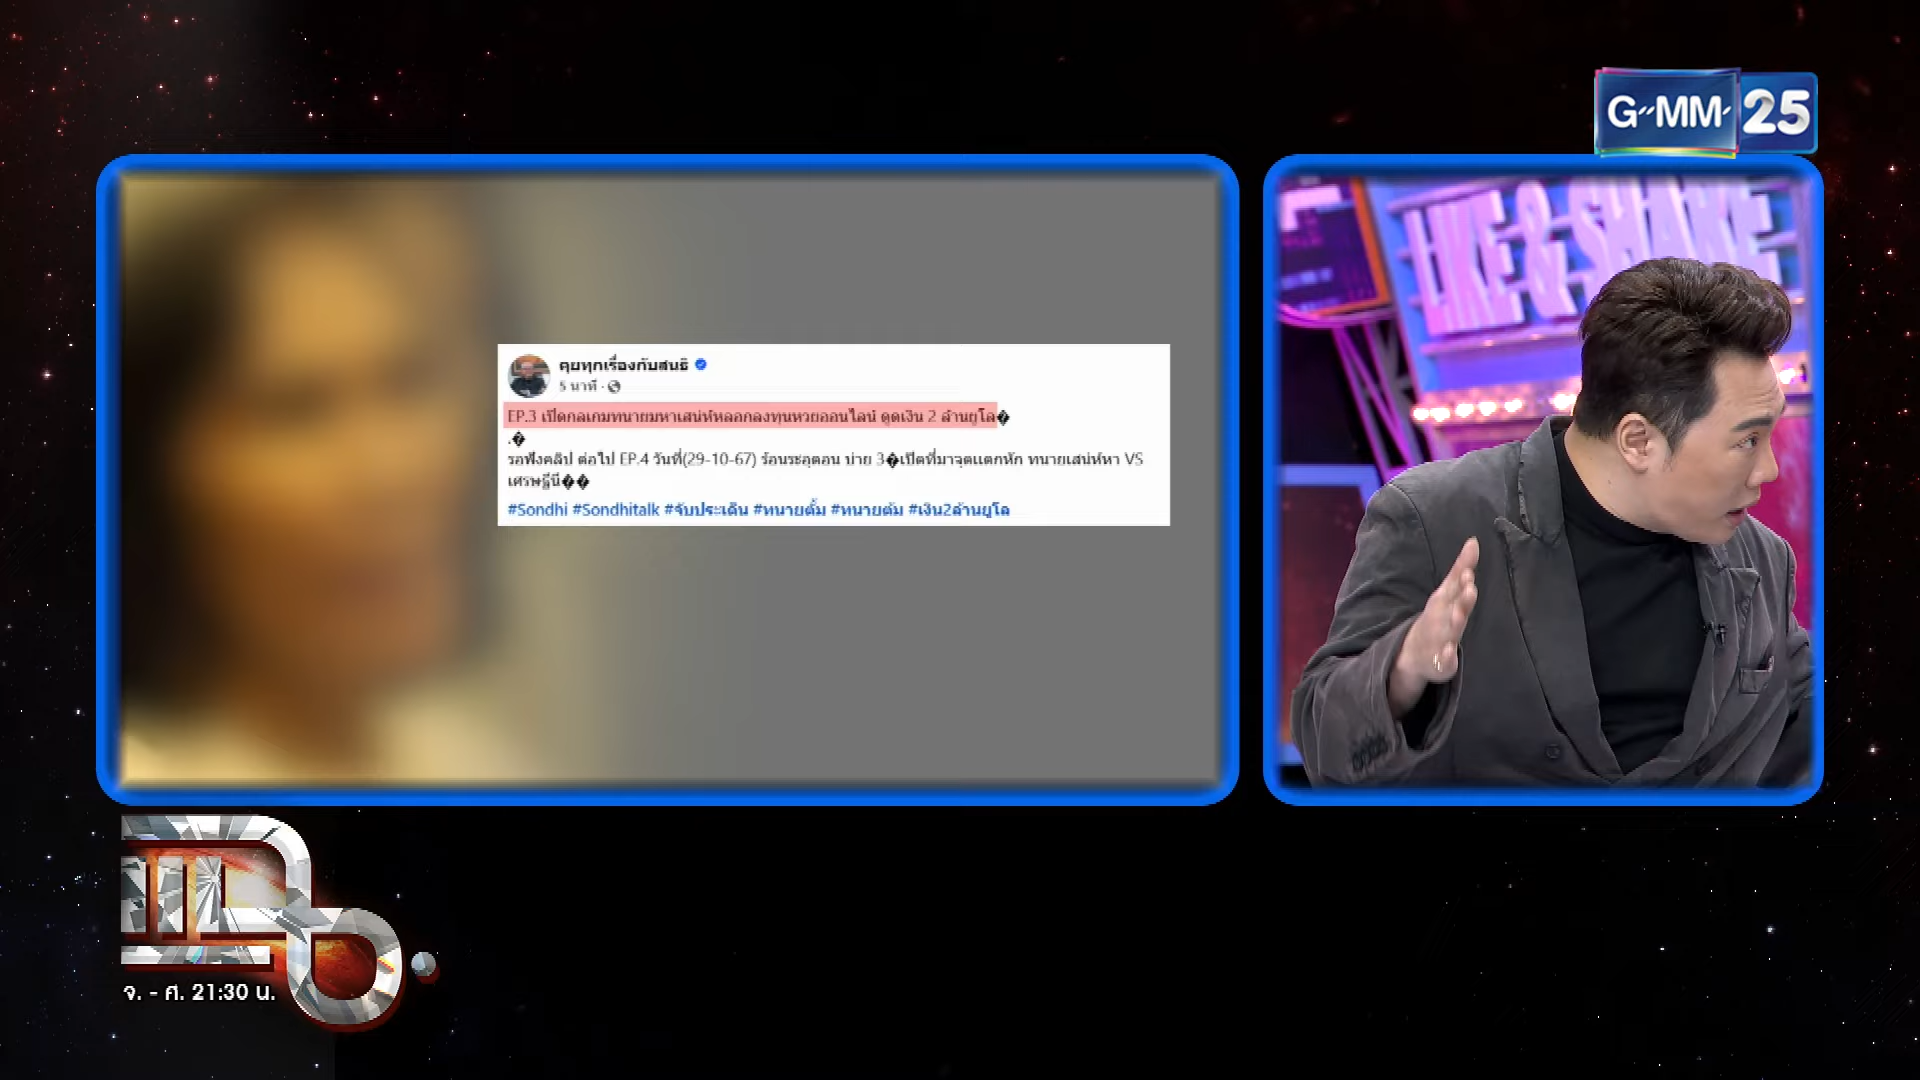 G-MM- 25
LIKE & SHARE
คุยทุกเรื่องกับสนธิ
5 นาที ·
EP.3 เปิดกลเกมทนายมหาเสน่ห์หลอกลงทุนหวยออนไลน์ ดูดเงิน 2 ล้านยูโล�
.�
รอฟังคลิป ต่อไป EP.4 วันที่(29-10-67) ร้อนระอุตอน บ่าย 3�เปิดที่มาจุดแตกหัก ทนายเสน่ห์หา VS
เศรษฐีนี��
#Sondhi #Sondhitalk #จับประเด็น #ทนายตั้ม #ทนายตัม #เงิน2ล้านยูโล
แฉ
จ. - ศ. 21:30 น.